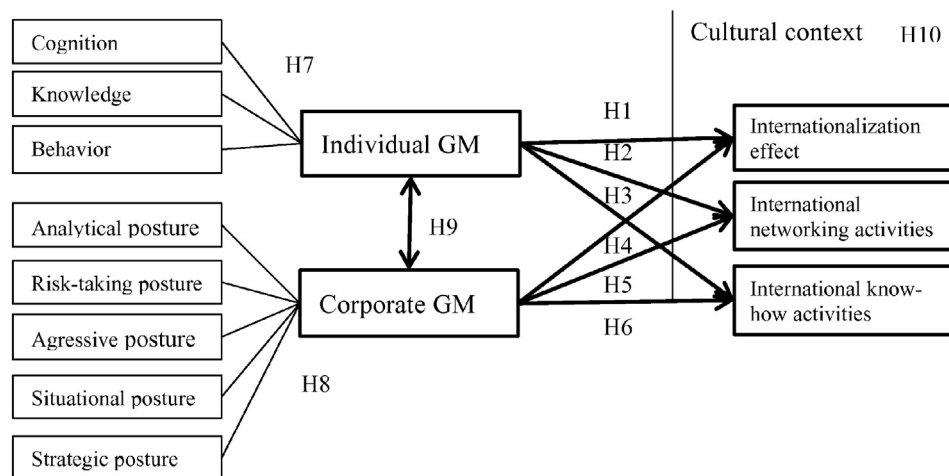 Cultural context
H10
Cognition
Knowledge
Behavior
H7
Individual GM
H1
H2
H3
H4
H5
H6
Internationalization
effect
International
networking activities
International know-
how activities
H9
Analytical posture
Risk-taking posture
Agressive posture
Situational posture
Strategic posture
Corporate GM
H8